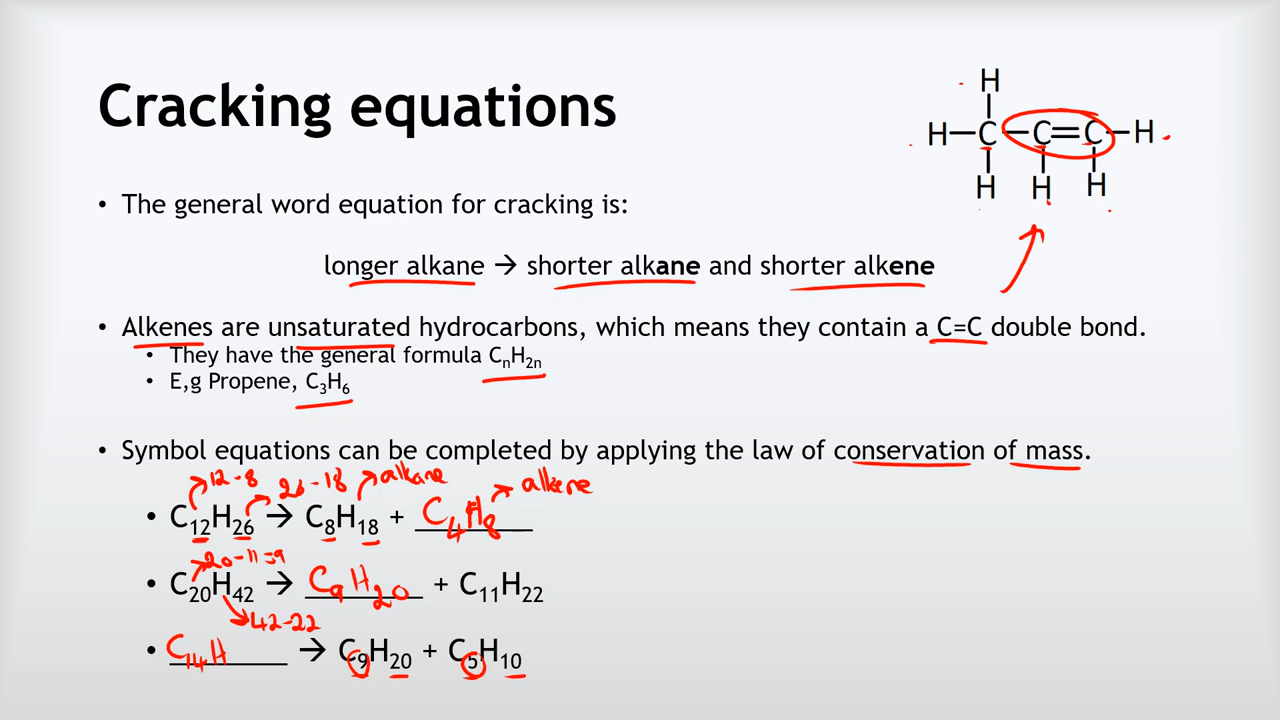 Cracking equations
H
H–C–C=C–H
H H H
• The general word equation for cracking is:
longer alkane → shorter alkane and shorter alkene
• Alkenes are unsaturated hydrocarbons, which means they contain a C=C double bond.
• They have the general formula CₙH₂ₙ
• E,g Propene, C₃H₆
• Symbol equations can be completed by applying the law of conservation of mass.
12-8 26-18 alkane alkene
• C₁₂H₂₆ → C₈H₁₈ + C₄H₈
20-11=9
• C₂₀H₄₂ → C₉H₂₀ + C₁₁H₂₂
42-22
• C₁₄H → C₉H₂₀ + C₅H₁₀